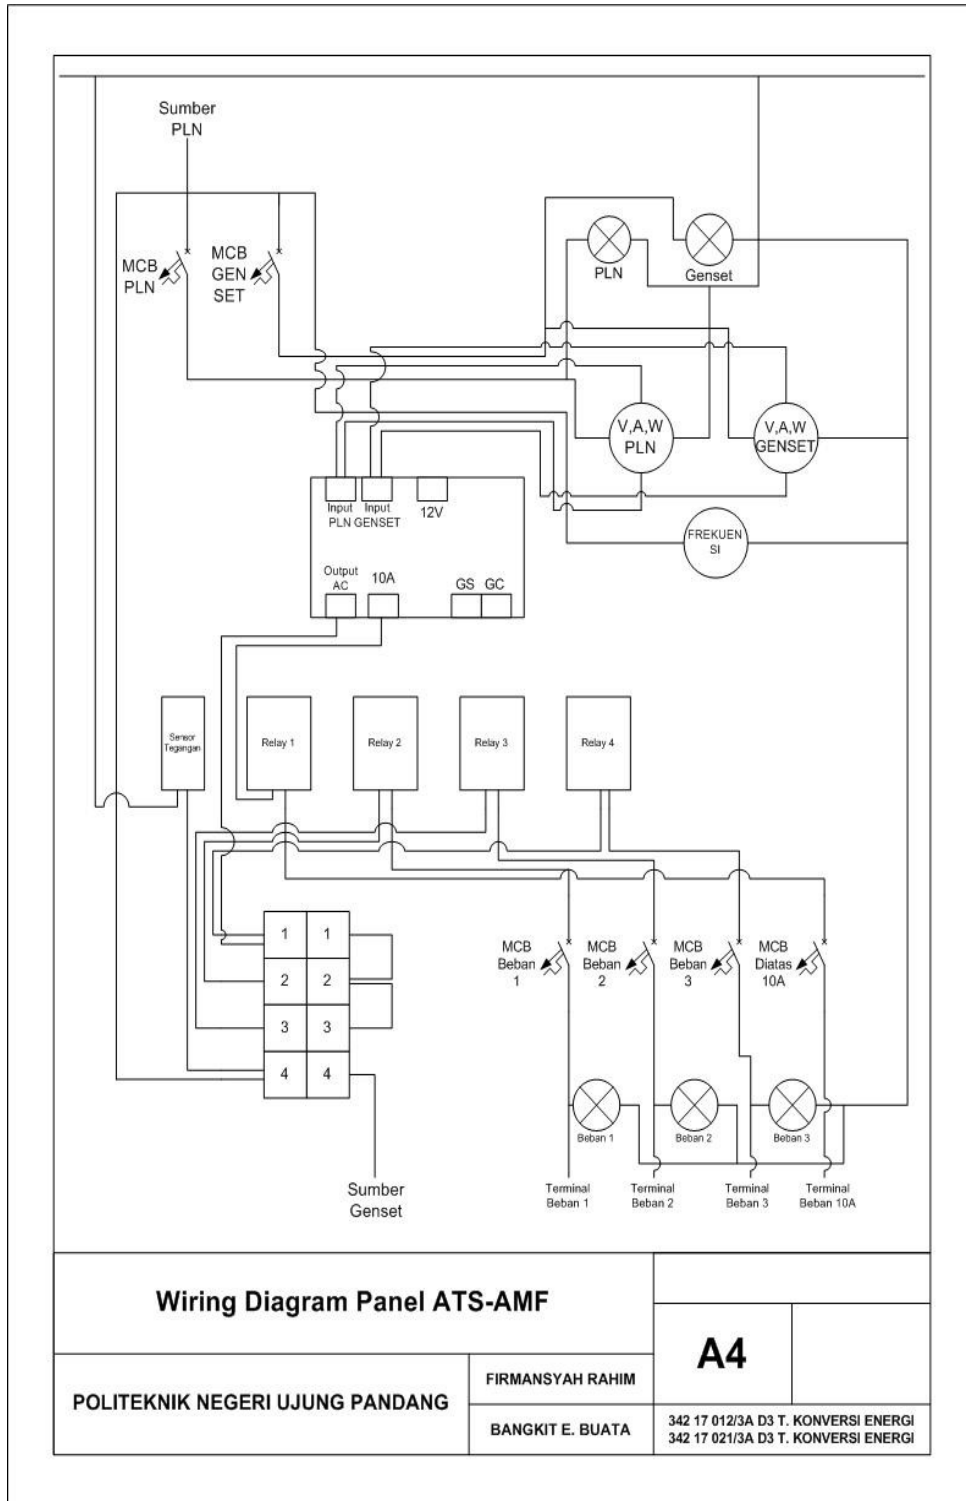 Sumber
PLN
MCB
PLN
MCB
GEN
SET
PLN
Genset
V,A,W
PLN
V,A,W
GENSET
Input
PLN
Input
GENSET
12V
FREKUEN
SI
Output
AC
10A
GS
GC
Sensor
Tegangan
Relay 1
Relay 2
Relay 3
Relay 4
1
1
2
2
3
3
4
4
MCB
Beban
1
MCB
Beban
2
MCB
Beban
3
MCB
Diatas
10A
Beban 1
Beban 2
Beban 3
Sumber
Genset
Terminal
Beban 1
Terminal
Beban 2
Terminal
Beban 3
Terminal
Beban 10A
Wiring Diagram Panel ATS-AMF
A4
POLITEKNIK NEGERI UJUNG PANDANG
FIRMANSYAH RAHIM
BANGKIT E. BUATA
342 17 012/3A D3 T. KONVERSI ENERGI
342 17 021/3A D3 T. KONVERSI ENERGI